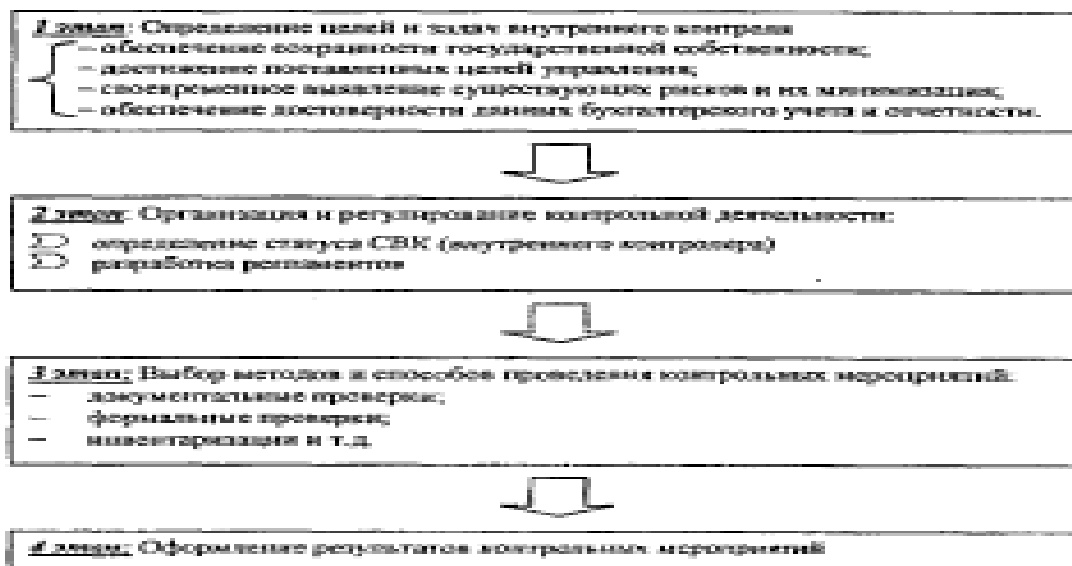 1 этап: Определение целей и задач внутреннего контроля
– обеспечение сохранности государственной собственности;
– достижение поставленных целей управления;
– своевременное выявление существующих рисков и их минимизация;
– обеспечение достоверности данных бухгалтерского учета и отчетности.
2 этап: Организация и регулирование контрольной деятельности:
определение статуса СВК (внутреннего контролера)
разработка регламентов
3 этап: Выбор методов и способов проведения контрольных мероприятий:
– документальные проверки;
– формальные проверки;
– инвентаризация и т.д.
4 этап: Оформление результатов контрольных мероприятий